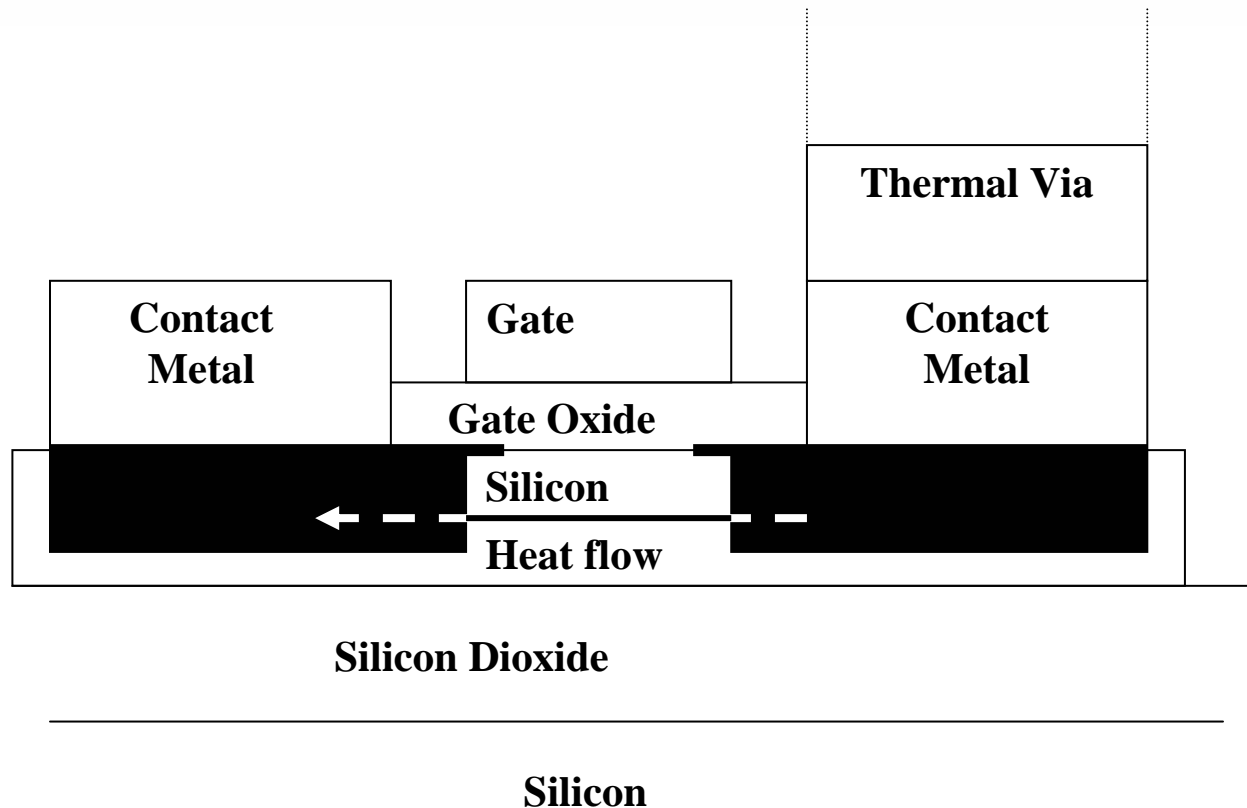 Thermal Via
Contact
Metal
Gate
Contact
Metal
Gate Oxide
Silicon
Heat flow
Silicon Dioxide
Silicon